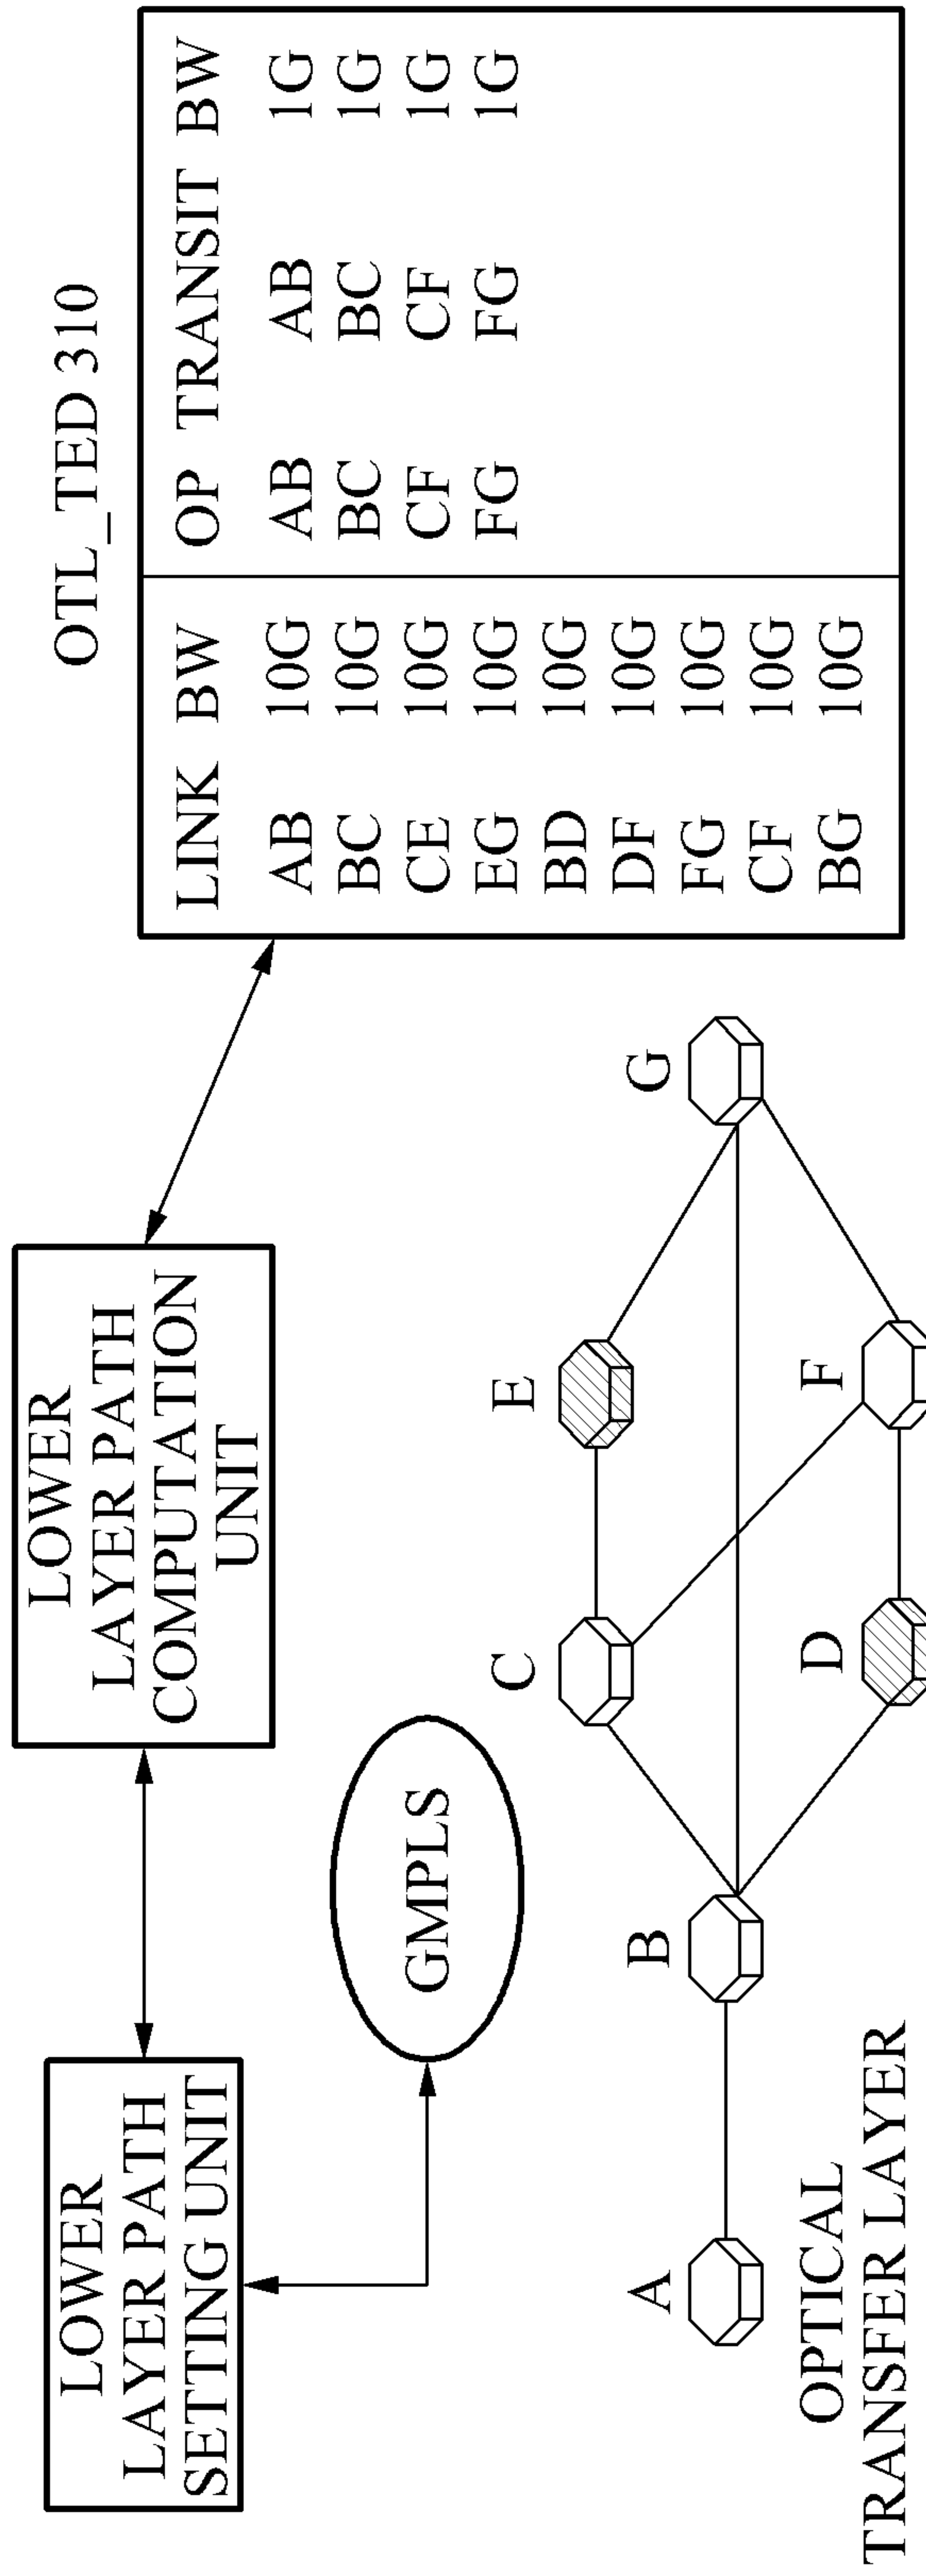 OTL_TED 310
LOWER
LAYER PATH
SETTING UNIT
LOWER
LAYER PATH
COMPUTATION
UNIT
GMPLS
LINK BW OP TRANSIT BW
AB 10G AB AB 1G
BC 10G BC BC 1G
CE 10G CF CF 1G
EG 10G FG FG 1G
BD 10G
DF 10G
FG 10G
CF 10G
BG 10G
C
E
A
B
G
D
F
OPTICAL
TRANSFER LAYER